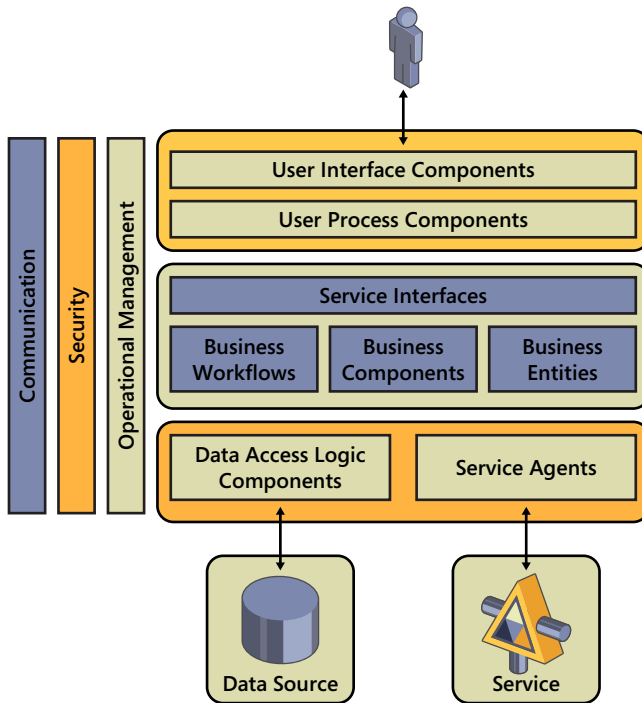 Communication
Security
Operational Management
User Interface Components
User Process Components
Service Interfaces
Business
Workflows
Business
Components
Business
Entities
Data Access Logic
Components
Service Agents
Data Source
Service